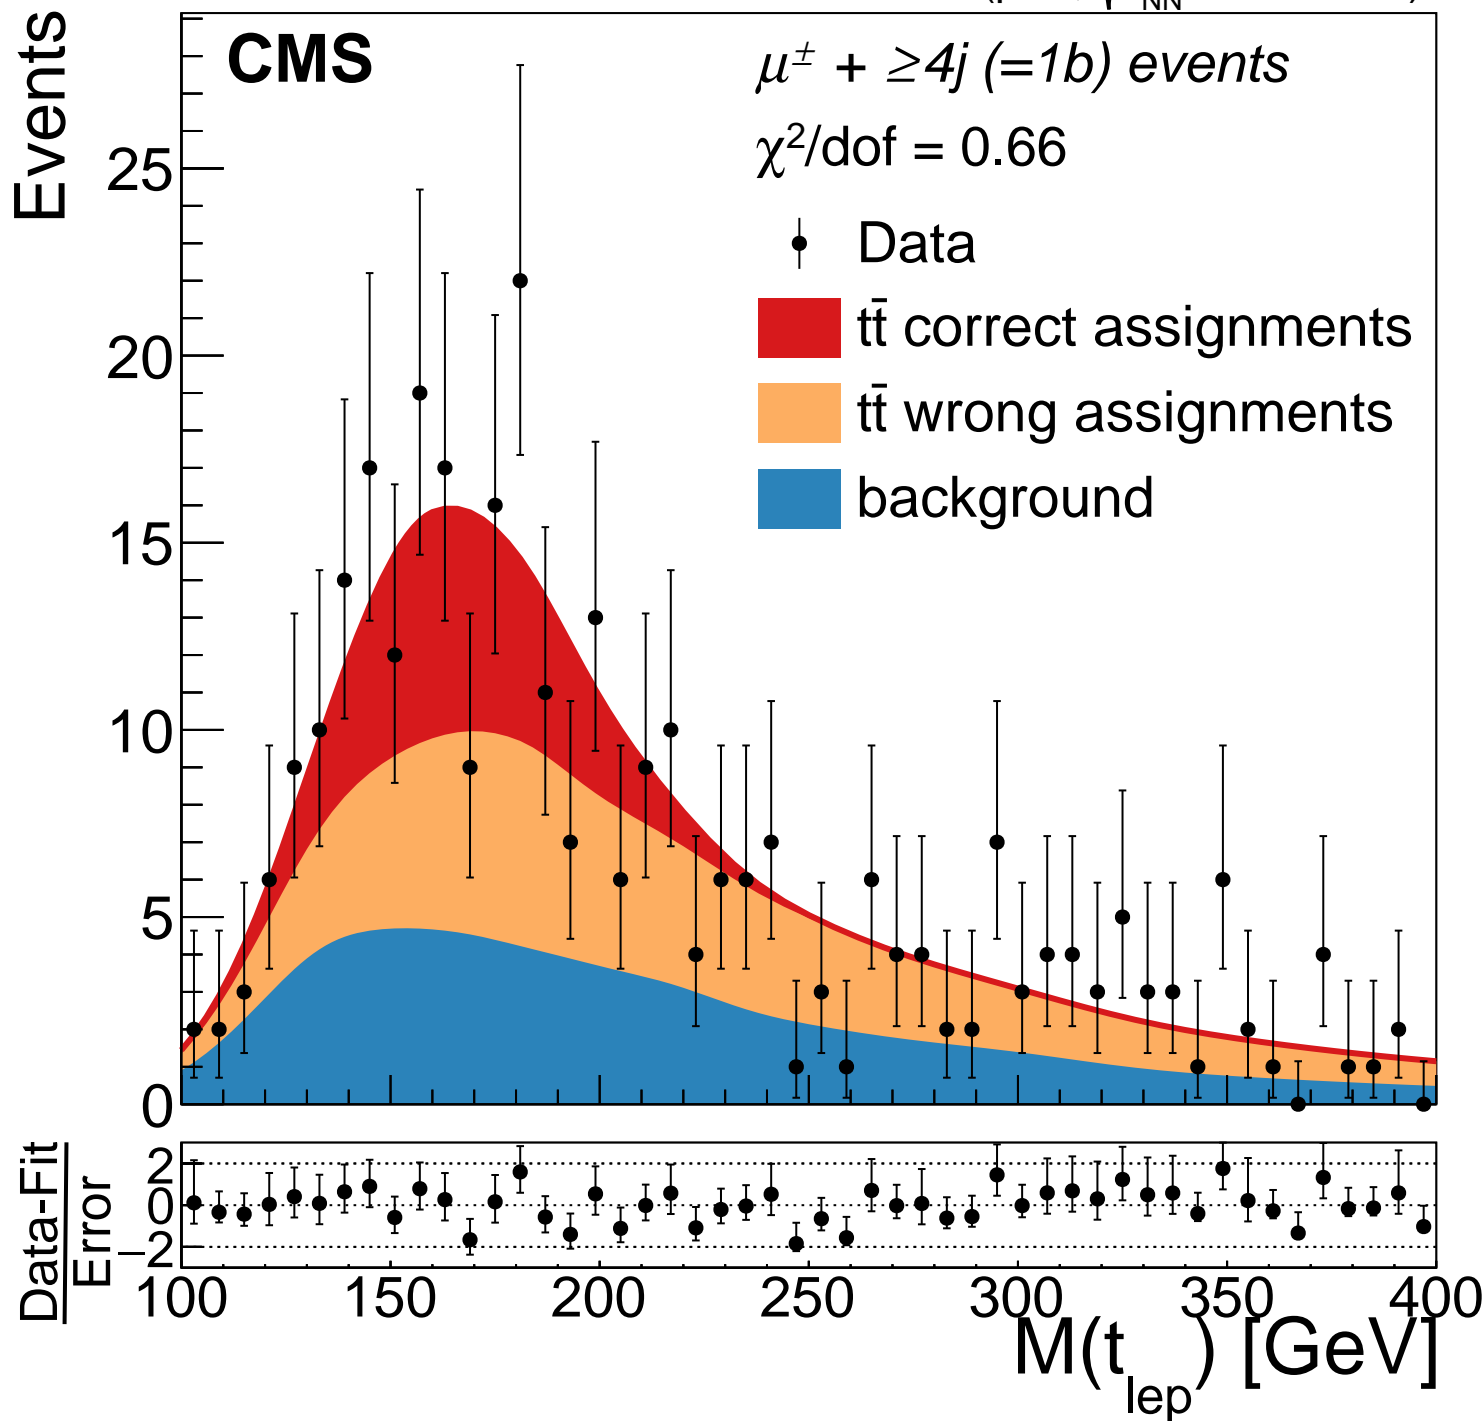 CMS
μ± + ≥4j (=1b) events
χ²/dof = 0.66
Data
tt̄ correct assignments
tt̄ wrong assignments
background
Events
25
20
15
10
5
0
Data-Fit
Error
2
0
−2
100 150 200 250 300 350 400
M(t_lep) [GeV]